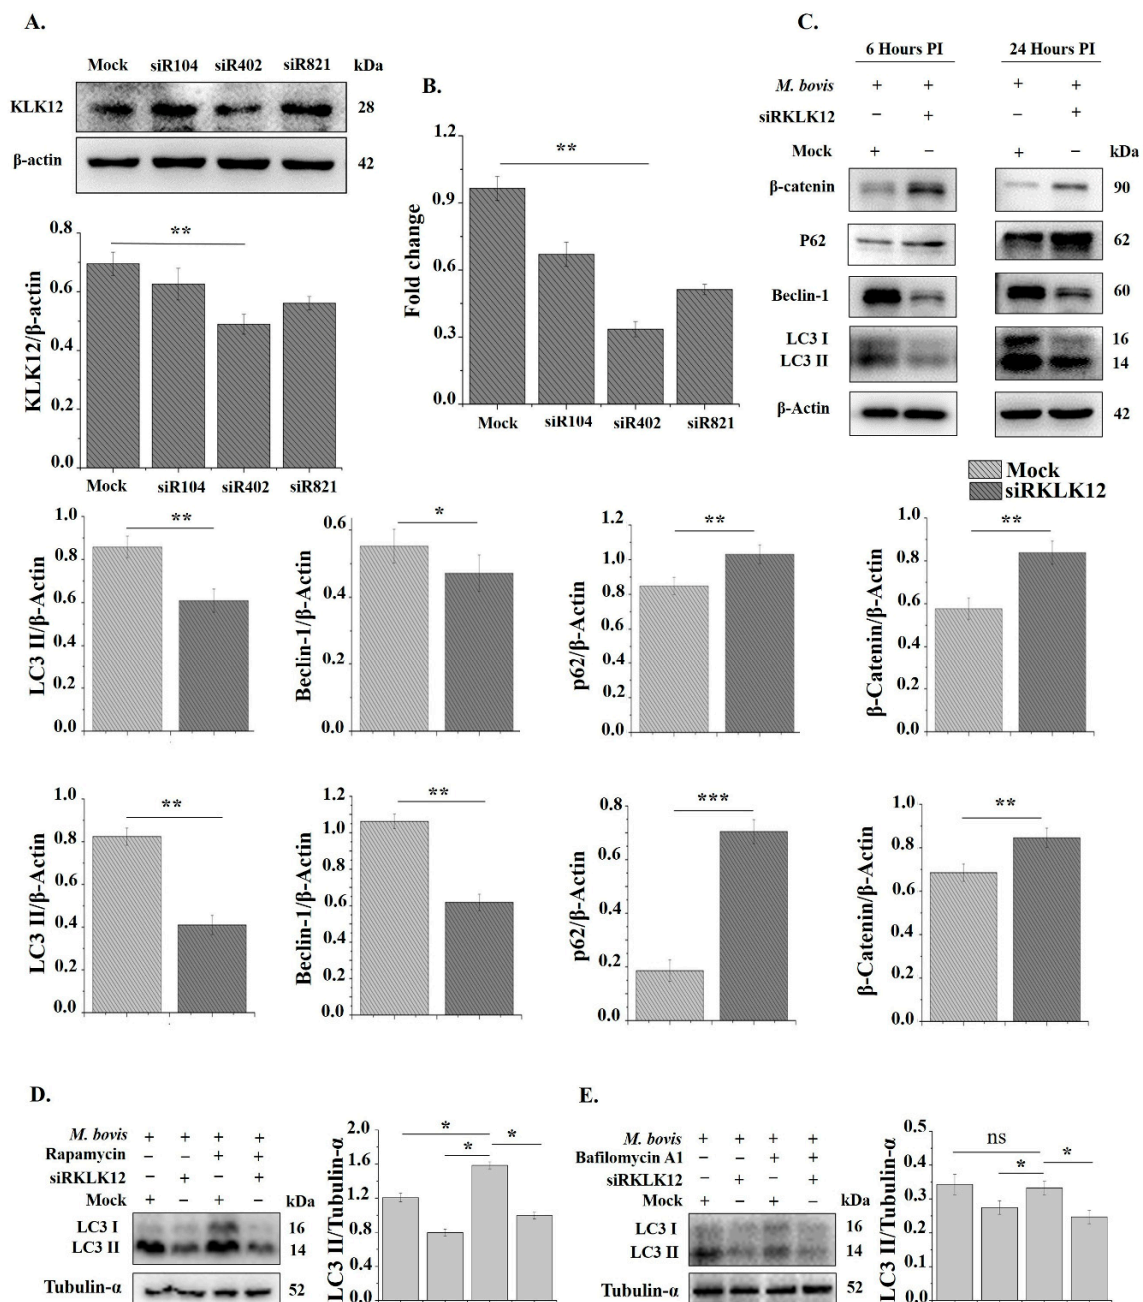 A.
Mock siR104 siR402 siR821 kDa
KLK12 28
β-actin 42
KLK12/β-actin
**
0.8
0.6
0.4
0.2
0.0
Mock siR104 siR402 siR821
B.
Fold change
**
1.2
0.9
0.6
0.3
0.0
Mock siR104 siR402 siR821
C.
6 Hours PI 24 Hours PI
M. bovis + + + +
siRKLK12 − + − +
Mock + − + − kDa
β-catenin 90
P62 62
Beclin-1 60
LC3 I 16
LC3 II 14
β-Actin 42
Mock
siRKLK12
LC3 II/β-Actin
**
1.0
0.8
0.6
0.4
0.2
0.0
Beclin-1/β-Actin
*
0.6
0.4
0.2
0.0
p62/β-Actin
**
1.2
1.0
0.8
0.6
0.4
0.2
0.0
β-Catenin/β-Actin
**
1.0
0.8
0.6
0.4
0.2
0.0
LC3 II/β-Actin
**
1.0
0.8
0.6
0.4
0.2
0.0
Beclin-1/β-Actin
**
1.2
1.0
0.8
0.6
0.4
0.2
0.0
p62/β-Actin
***
0.8
0.6
0.4
0.2
0.0
β-Catenin/β-Actin
**
1.0
0.8
0.6
0.4
0.2
0.0
D.
M. bovis + + + +
Rapamycin − − + +
siRKLK12 − + − +
Mock + − + − kDa
LC3 I 16
LC3 II 14
Tubulin-α 52
LC3 II/Tubulin-α
* * *
2.0
1.6
1.2
0.8
0.4
0.0
E.
M. bovis + + + +
Bafilomycin A1 − − + +
siRKLK12 − + − +
Mock + − + − kDa
LC3 I 16
LC3 II 14
Tubulin-α 52
LC3 II/Tubulin-α
ns * *
0.5
0.4
0.3
0.2
0.1
0.0